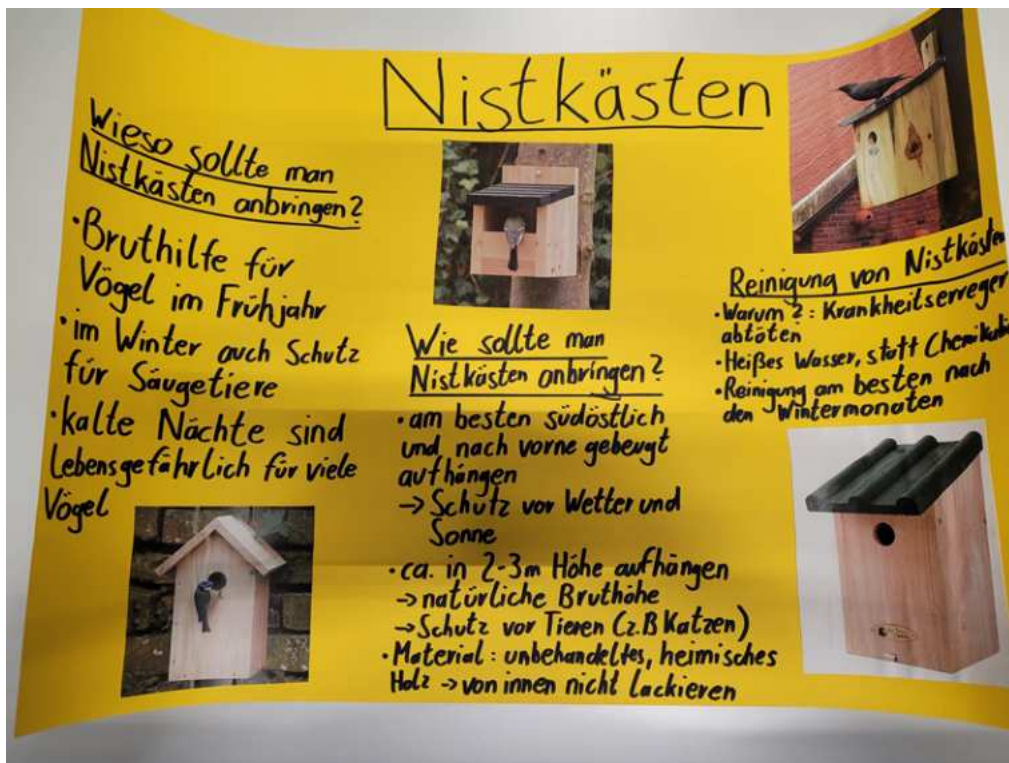 Nistkästen
Wieso sollte man
Nistkästen anbringen?
·Bruthilfe für
Vögel im Frühjahr
·im Winter auch Schutz
für Säugetiere
·kalte Nächte sind
Lebensgefährlich für viele
Vögel
Wie sollte man
Nistkästen anbringen?
·am besten südöstlich
und nach vorne gebeugt
aufhängen
→Schutz vor Wetter und
Sonne
·ca. in 2-3m Höhe aufhängen
→natürliche Bruthöhe
→Schutz vor Tieren (z.B Katzen)
·Material: unbehandeltes, heimisches
Holz →von innen nicht lackieren
Reinigung von Nistkästen
·Warum?: Krankheitserreger
abtöten
·Heißes Wasser, statt
·Reinigung am besten nach
den Wintermonaten